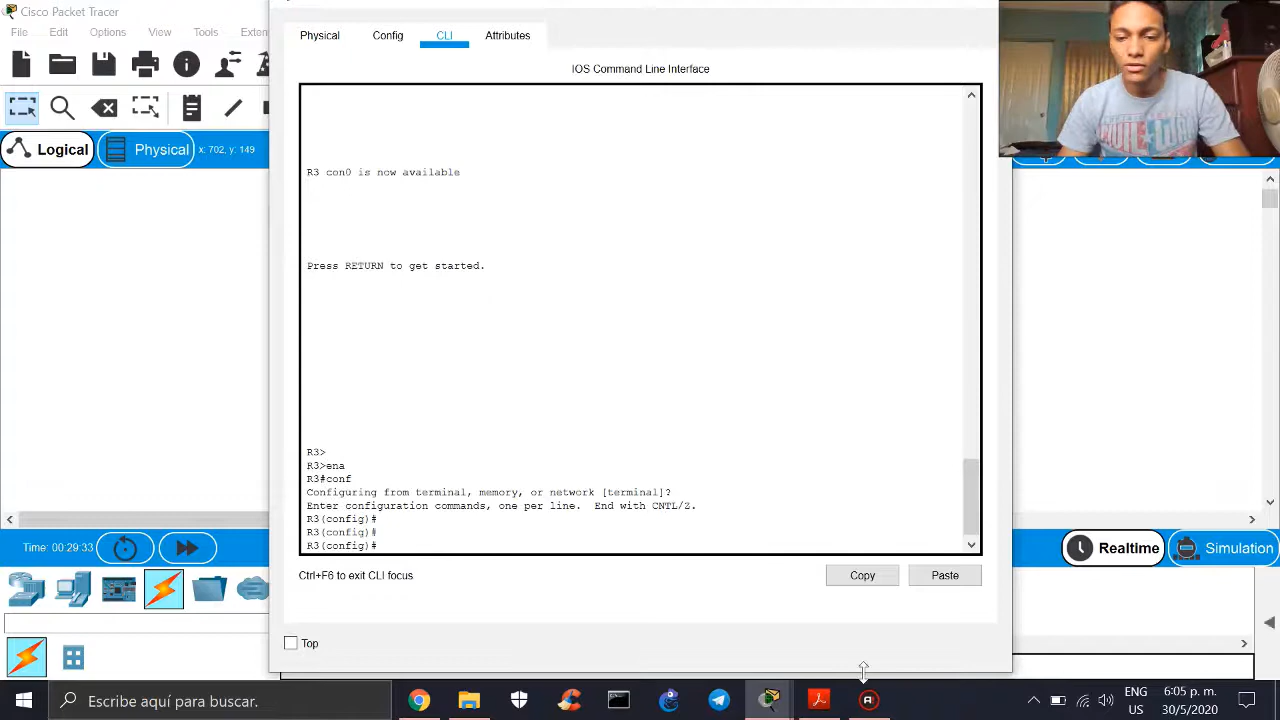 Cisco Packet Tracer
File Edit Options View Tools Exten
Logical
Physical
x: 702, y: 149
Physical Config CLI Attributes
IOS Command Line Interface
R3 con0 is now available
Press RETURN to get started.
R3>
R3>ena
R3#conf
Configuring from terminal, memory, or network [terminal]?
Enter configuration commands, one per line.  End with CNTL/Z.
R3(config)#
R3(config)#
R3(config)#
Ctrl+F6 to exit CLI focus
Copy
Paste
Top
Time: 00:29:33
Realtime
Simulation
Escribe aquí para buscar.
ENG
US
6:05 p. m.
30/5/2020